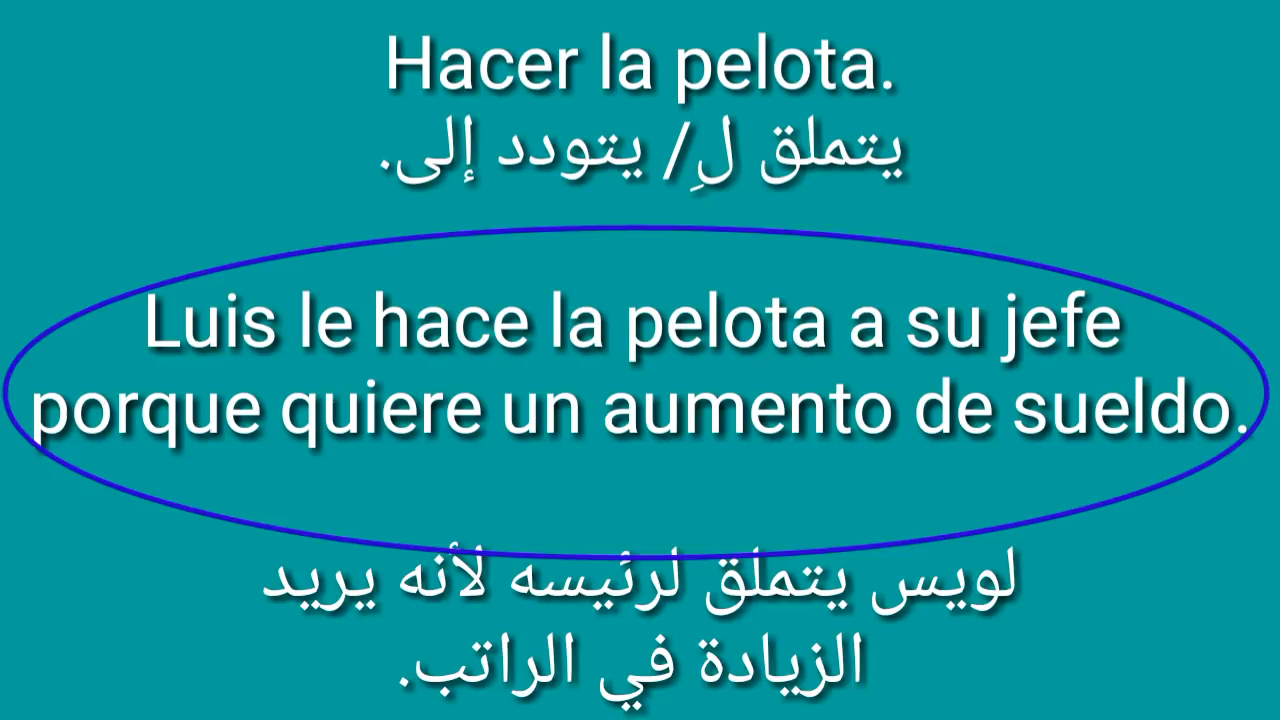 Hacer la pelota.
يتملق لِ/ يتودد إلى.
Luis le hace la pelota a su jefe
porque quiere un aumento de sueldo.
لويس يتملق لرئيسه لأنه يريد
الزيادة في الراتب.